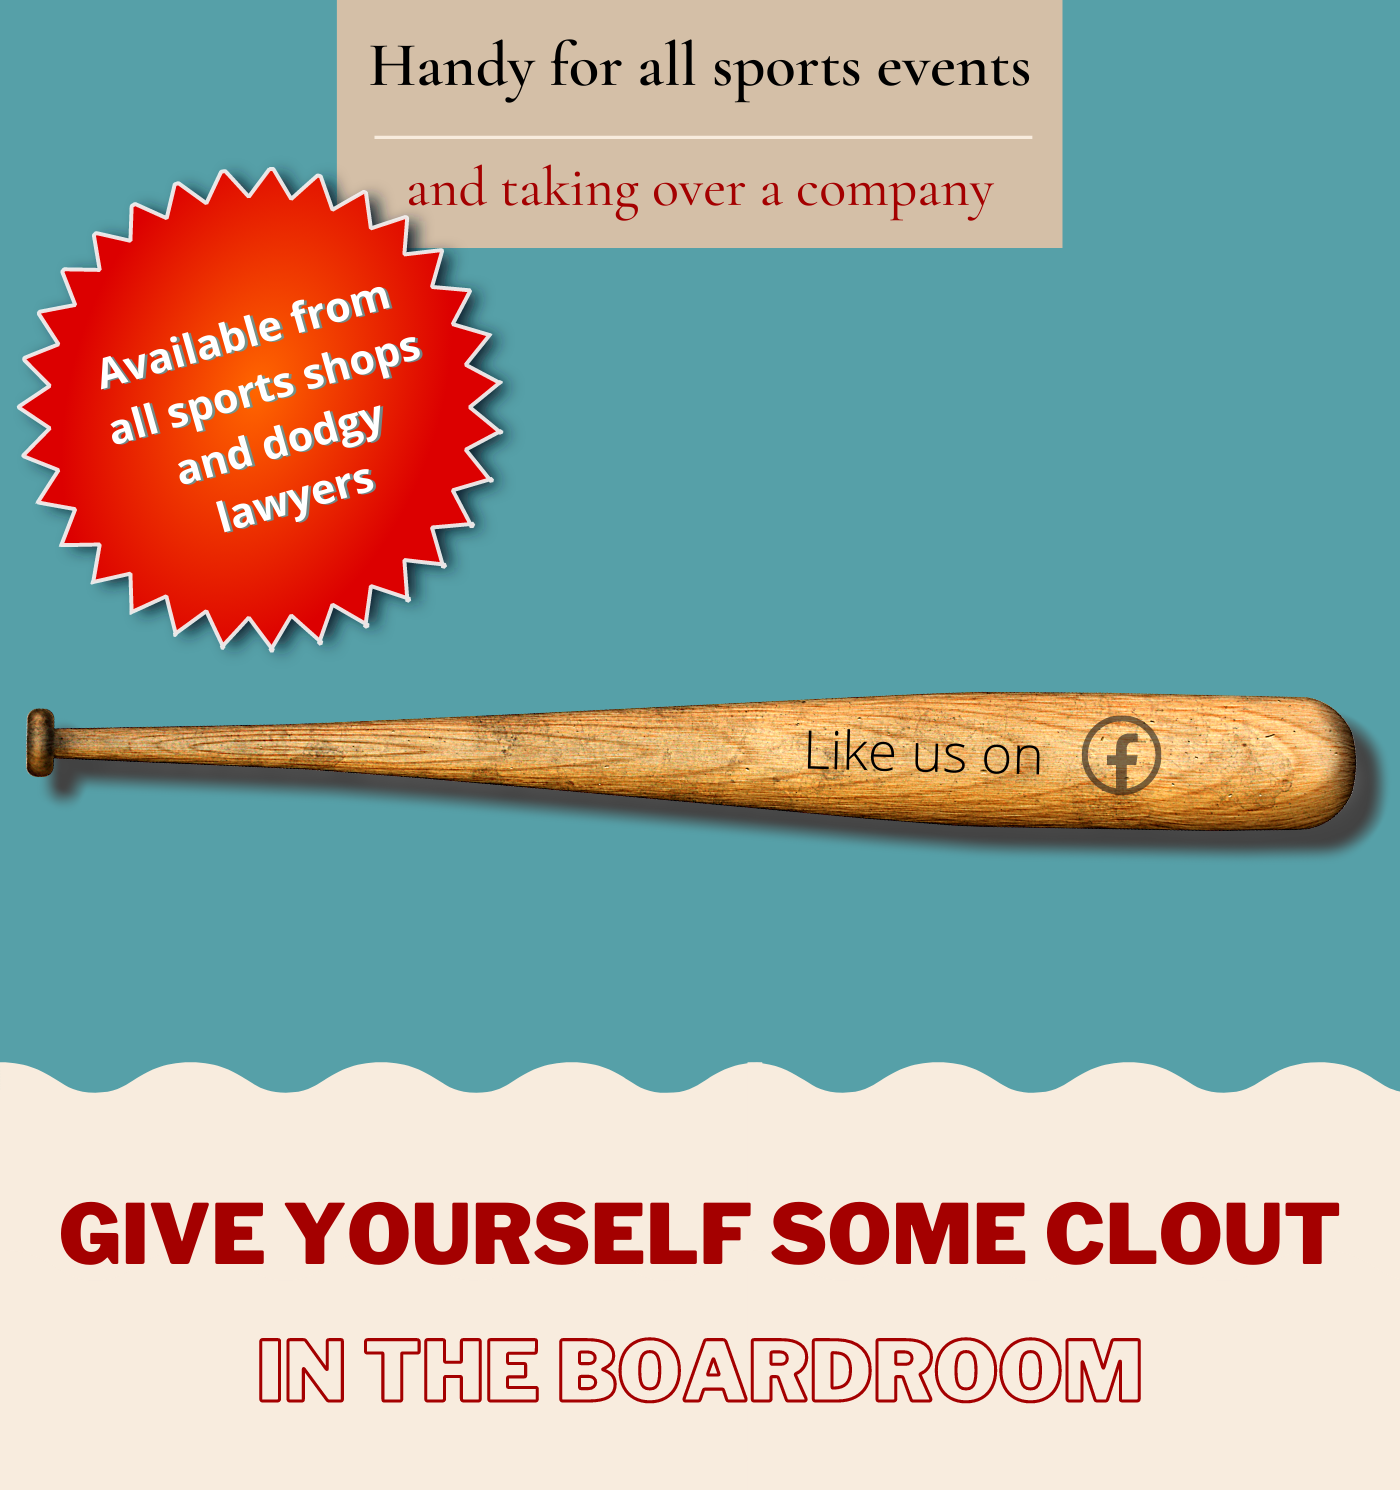 Handy for all sports events
and taking over a company
Available from
all sports shops
and dodgy
lawyers
Like us on
GIVE YOURSELF SOME CLOUT
IN THE BOARDROOM